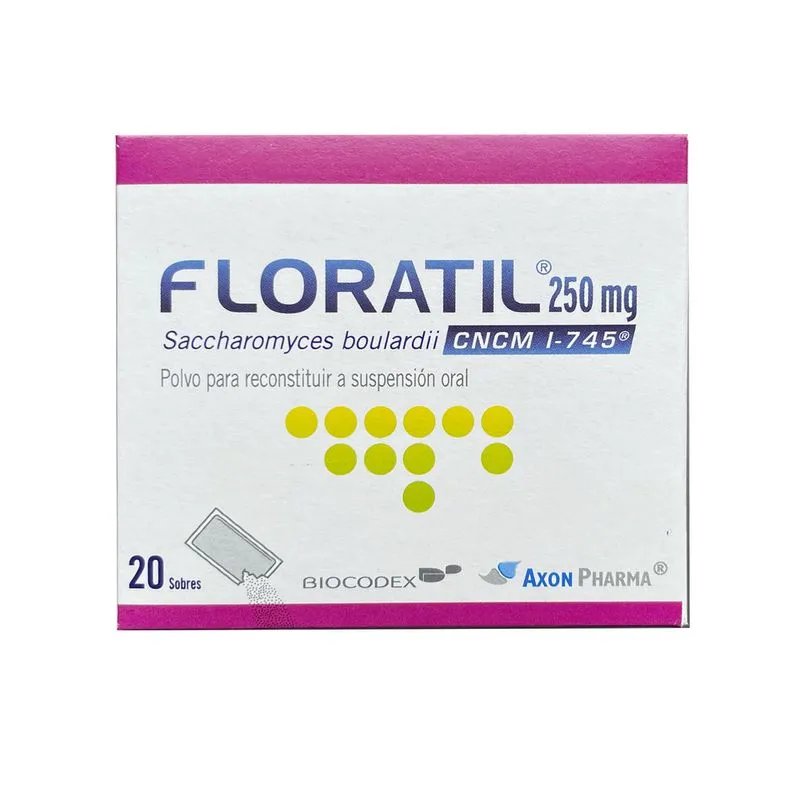 FLORATIL® 250 mg
Saccharomyces boulardii CNCM I-745®
Polvo para reconstituir a suspensión oral
20 Sobres
BIOCODEX
AXON PHARMA®